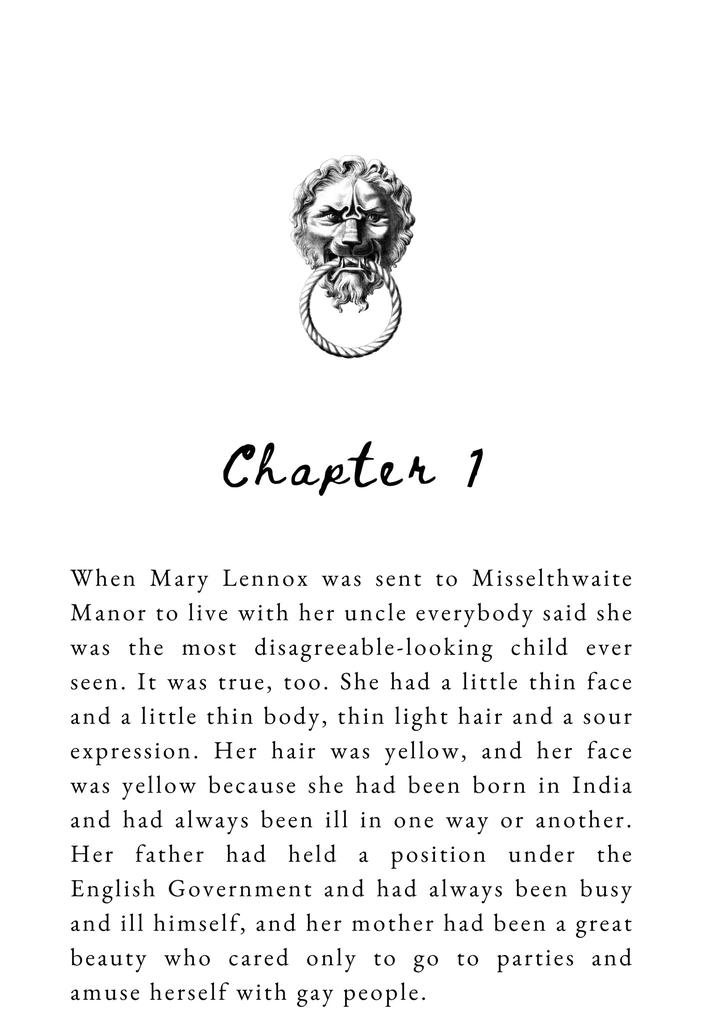 Chapter 1
When Mary Lennox was sent to Misselthwaite
Manor to live with her uncle everybody said she
was the most disagreeable-looking child ever
seen. It was true, too. She had a little thin face
and a little thin body, thin light hair and a sour
expression. Her hair was yellow, and her face
was yellow because she had been born in India
and had always been ill in one way or another.
Her father had held a position under the
English Government and had always been busy
and ill himself, and her mother had been a great
beauty who cared only to go to parties and
amuse herself with gay people.